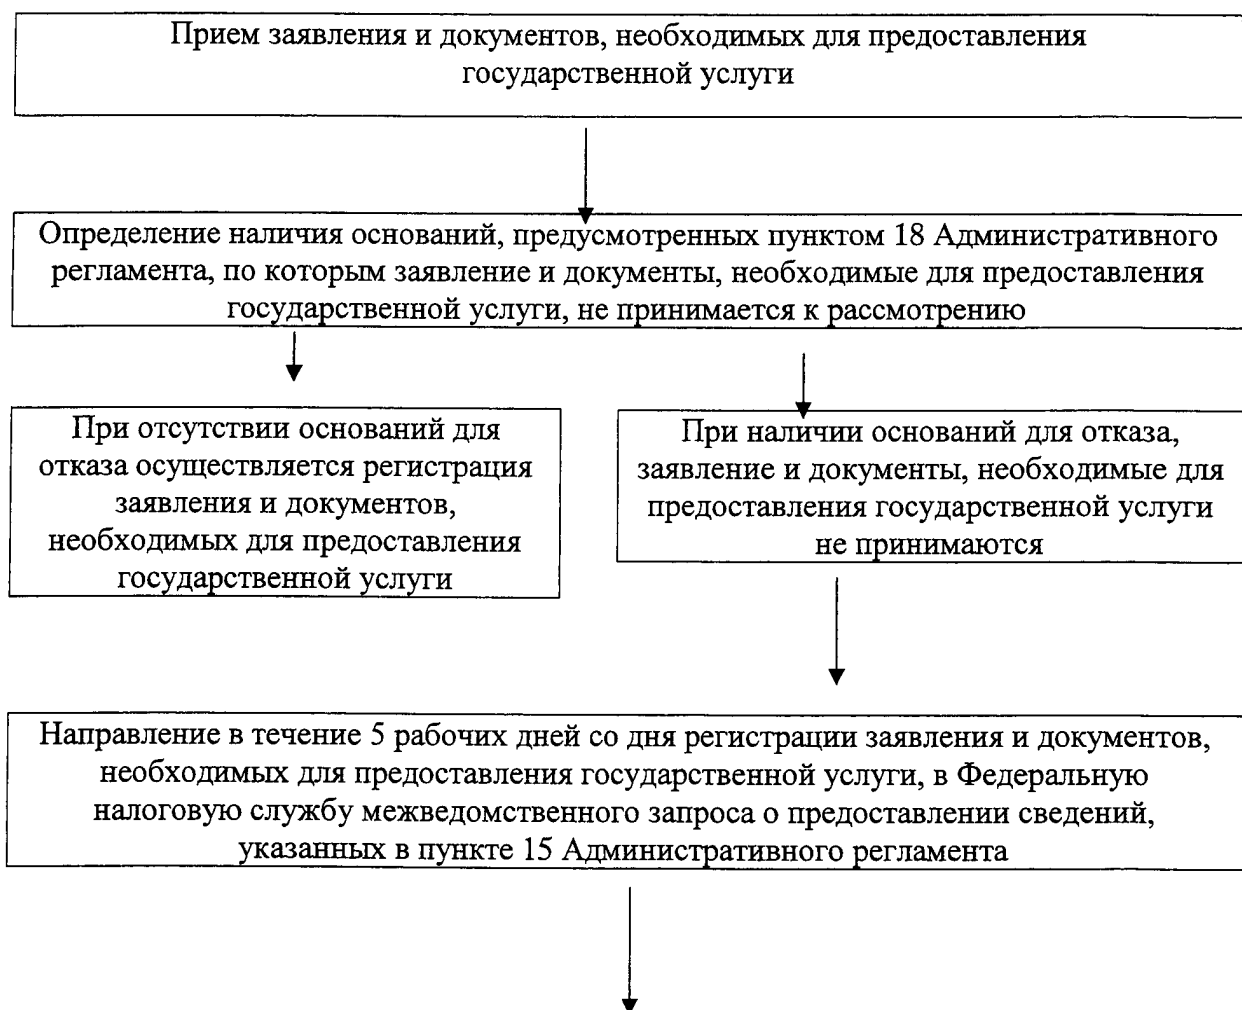 Прием заявления и документов, необходимых для предоставления
государственной услуги
Определение наличия оснований, предусмотренных пунктом 18 Административного
регламента, по которым заявление и документы, необходимые для предоставления
государственной услуги, не принимается к рассмотрению
При отсутствии оснований для
отказа осуществляется регистрация
заявления и документов,
необходимых для предоставления
государственной услуги
При наличии оснований для отказа,
заявление и документы, необходимые для
предоставления государственной услуги
не принимаются
Направление в течение 5 рабочих дней со дня регистрации заявления и документов,
необходимых для предоставления государственной услуги, в Федеральную
налоговую службу межведомственного запроса о предоставлении сведений,
указанных в пункте 15 Административного регламента